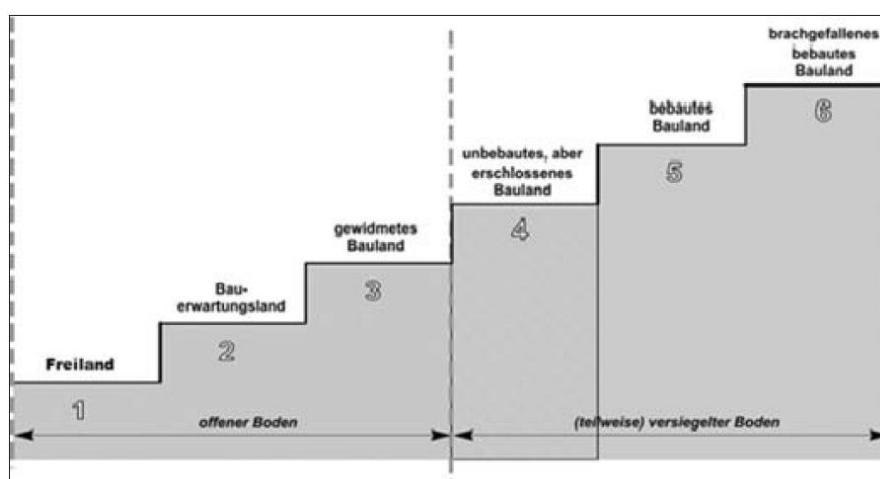 brachgefallenes
bebautes
Bauland
6
bebautes
Bauland
5
unbebautes, aber
erschlossenes
Bauland
4
gewidmetes
Bauland
3
Bau-
erwartungsland
2
Freiland
1
offener Boden
(teilweise) versiegelter Boden